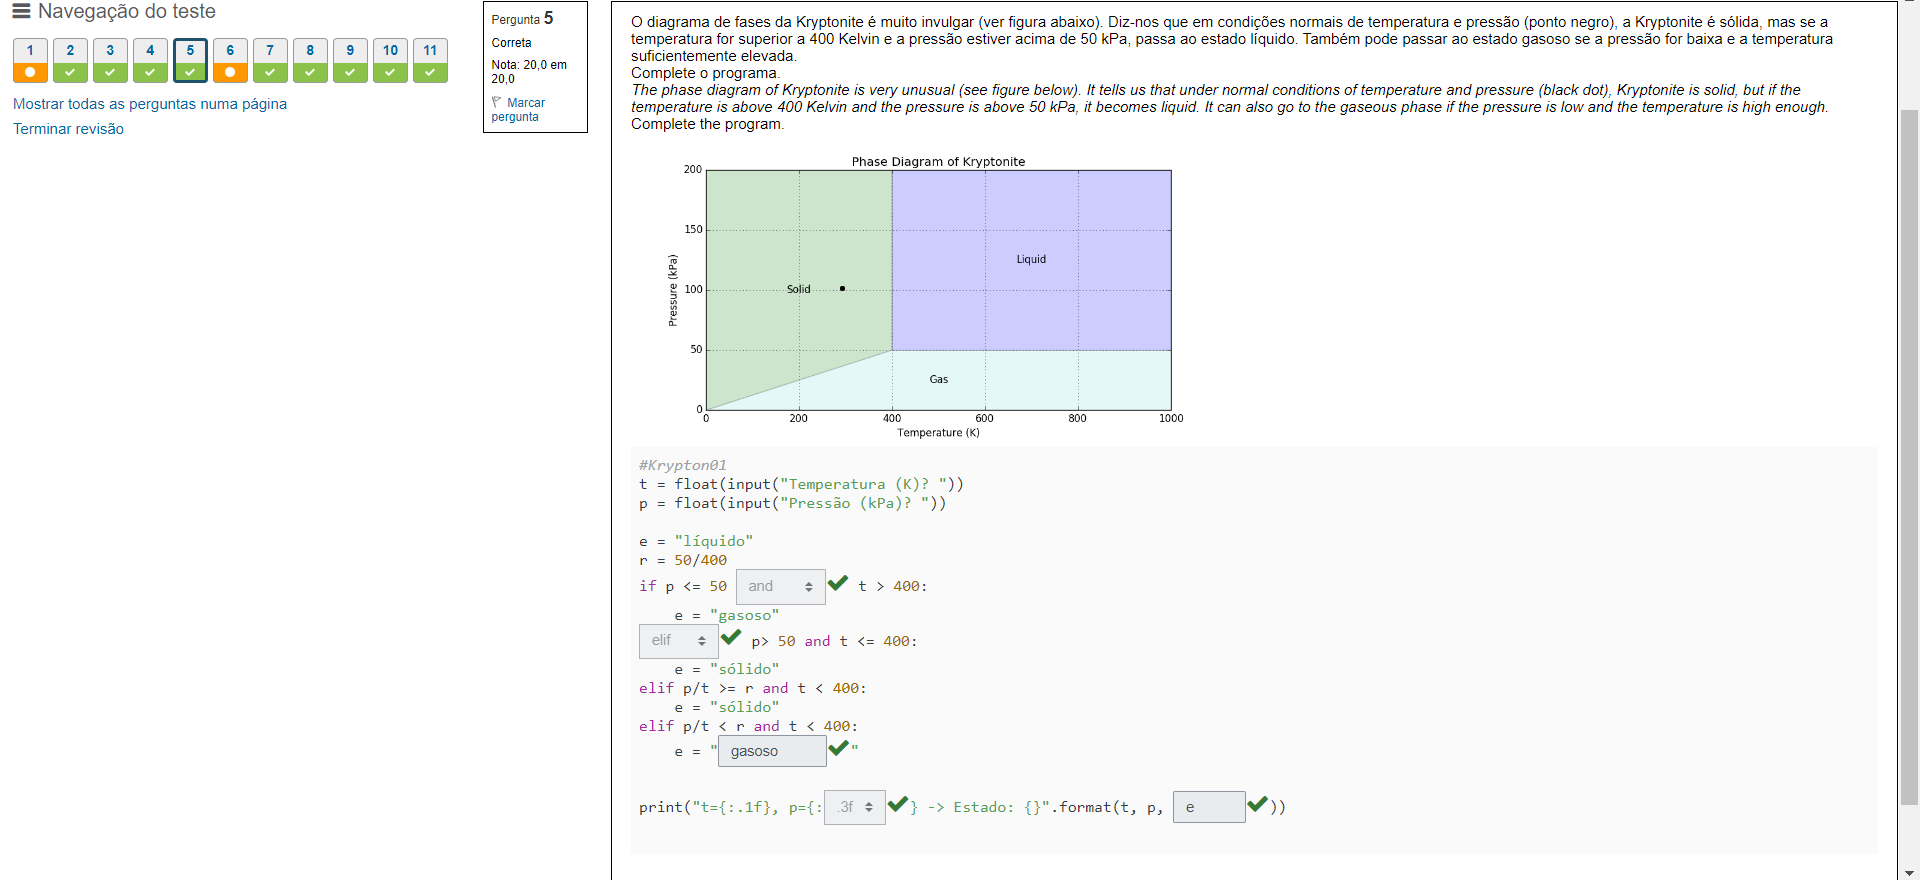 Navegação do teste
1 2 3 4 5 6 7 8 9 10 11
Mostrar todas as perguntas numa página
Terminar revisão
Pergunta 5
Correta
Nota: 20,0 em
20,0
Marcar
pergunta
O diagrama de fases da Kryptonite é muito invulgar (ver figura abaixo). Diz-nos que em condições normais de temperatura e pressão (ponto negro), a Kryptonite é sólida, mas se a
temperatura for superior a 400 Kelvin e a pressão estiver acima de 50 kPa, passa ao estado líquido. Também pode passar ao estado gasoso se a pressão for baixa e a temperatura
suficientemente elevada.
Complete o programa.
The phase diagram of Kryptonite is very unusual (see figure below). It tells us that under normal conditions of temperature and pressure (black dot), Kryptonite is solid, but if the
temperature is above 400 Kelvin and the pressure is above 50 kPa, it becomes liquid. It can also go to the gaseous phase if the pressure is low and the temperature is high enough.
Complete the program.
Phase Diagram of Kryptonite
200
150
100
50
0
Pressure (kPa)
Solid
Liquid
Gas
0 200 400 600 800 1000
Temperature (K)
#Krypton01
t = float(input("Temperatura (K)? "))
p = float(input("Pressão (kPa)? "))
e = "líquido"
r = 50/400
if p <= 50 and t > 400:
e = "gasoso"
elif p> 50 and t <= 400:
e = "sólido"
elif p/t >= r and t < 400:
e = "sólido"
elif p/t < r and t < 400:
e = "gasoso"
print("t={:.1f}, p={:.3f} -> Estado: {}".format(t, p, e))